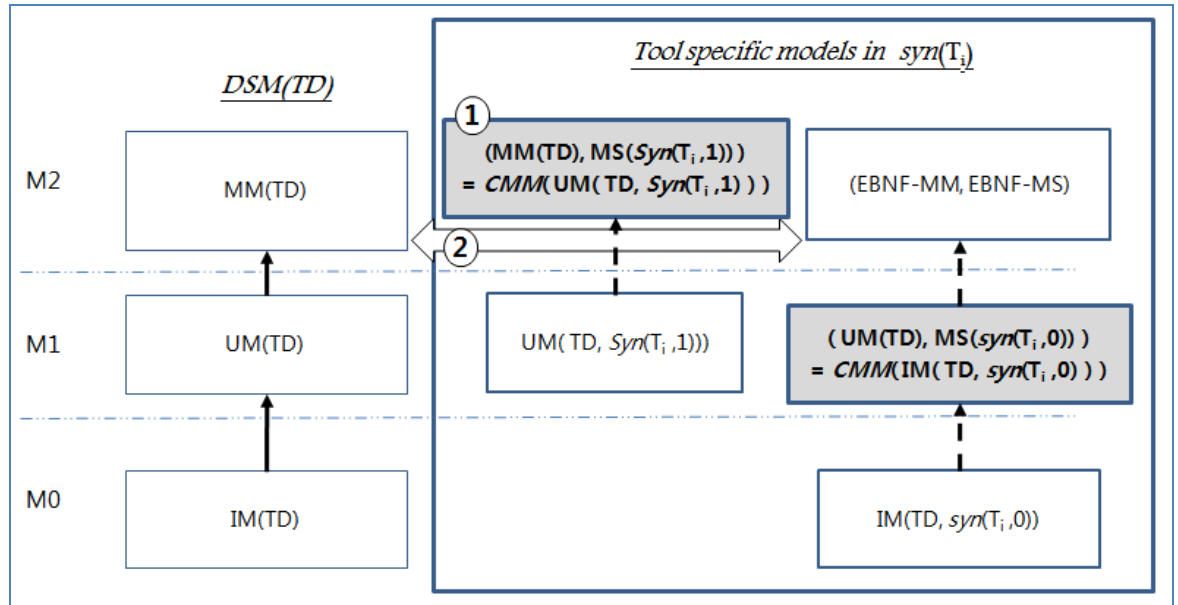 Tool specific models in syn(Tᵢ)
DSM(TD)
M2
MM(TD)
1
(MM(TD), MS(Syn(Tᵢ,1)))
= CMM(UM( TD, Syn(Tᵢ,1) ) )
(EBNF-MM, EBNF-MS)
2
M1
UM(TD)
UM( TD, Syn(Tᵢ,1)))
( UM(TD), MS(syn(Tᵢ,0)) )
= CMM(IM( TD, syn(Tᵢ,0) ) )
M0
IM(TD)
IM(TD, syn(Tᵢ,0))